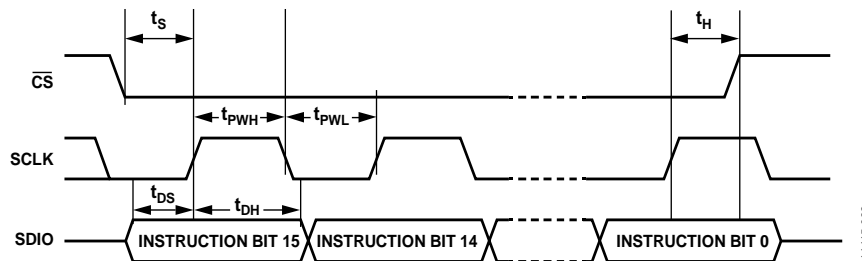 tS
tH
CS
tPWH
tPWL
SCLK
tDS
tDH
SDIO
INSTRUCTION BIT 15
INSTRUCTION BIT 14
INSTRUCTION BIT 0